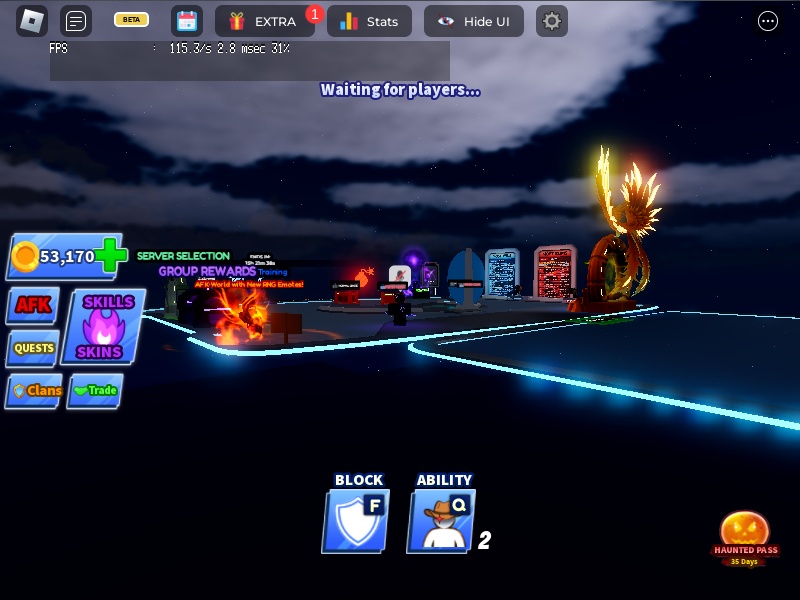 BETA
EXTRA
1
Stats
Hide UI
FPS : 115.3/s 2.8 msec 31%
Waiting for players...
53,170
SERVER SELECTION
GROUP REWARDS
Training
AFK World with New RNG Emotes!
AFK
SKILLS
SKINS
QUESTS
Clans
Trade
BLOCK
ABILITY
F
Q
2
HAUNTED PASS
35 Days